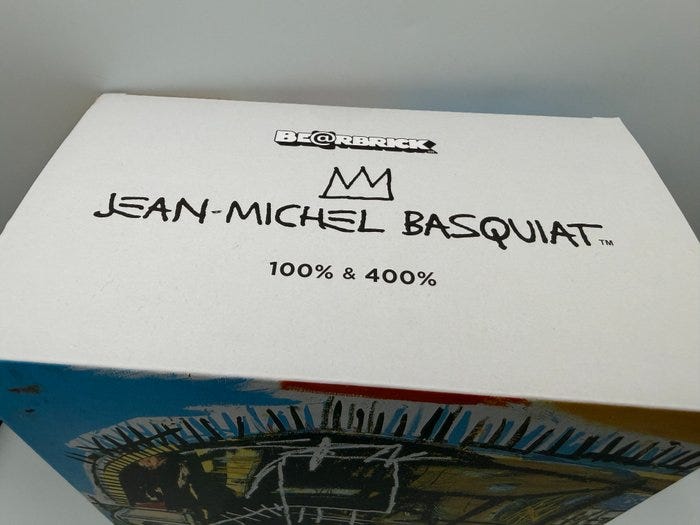 BE@RBRICK
JEAN-MICHEL BASQUIAT™
100% & 400%